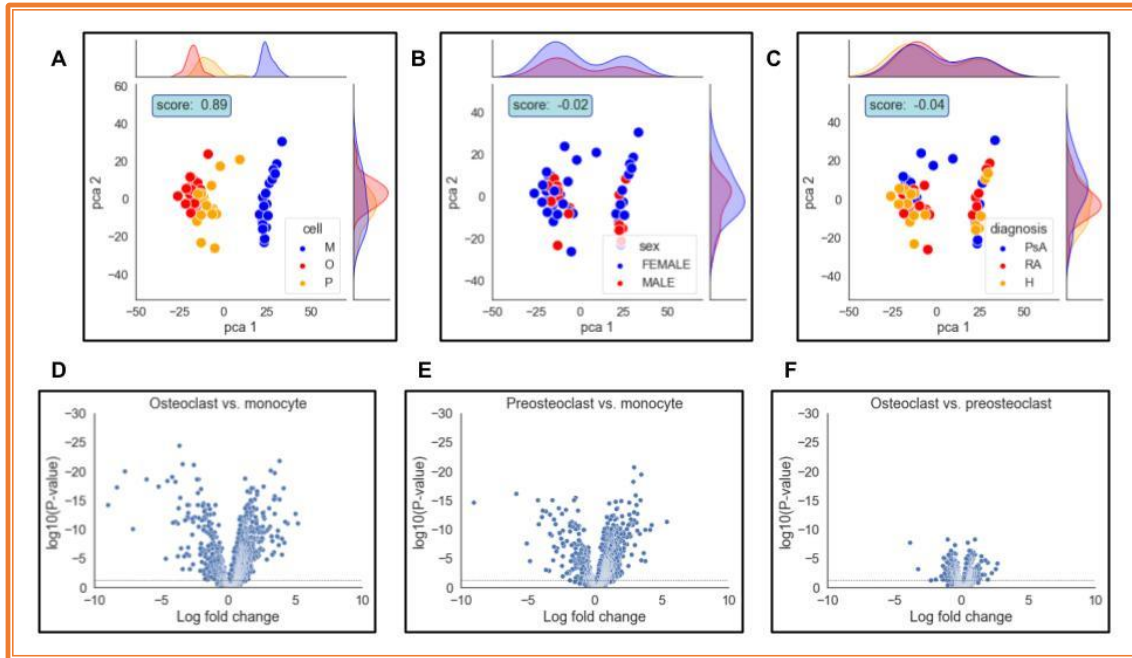 A
B
C
60
40
20
0
−20
−40
pca 2
score: 0.89
cell
M
O
P
−50 −25 0 25 50
pca 1
40
20
0
−20
−40
pca 2
score: -0.02
sex
FEMALE
MALE
−50 −25 0 25 50
pca 1
60
40
20
0
−20
−40
pca 2
score: -0.04
diagnosis
PsA
RA
H
−50 −25 0 25 50
pca 1
D
E
F
Osteoclast vs. monocyte
−30
−25
−20
−15
−10
−5
0
log10(P-value)
−10 −5 0 5 10
Log fold change
Preosteoclast vs. monocyte
−30
−25
−20
−15
−10
−5
0
log10(P-value)
−10 −5 0 5 10
Log fold change
Osteoclast vs. preosteoclast
−30
−25
−20
−15
−10
−5
0
log10(P-value)
−10 −5 0 5 10
Log fold change